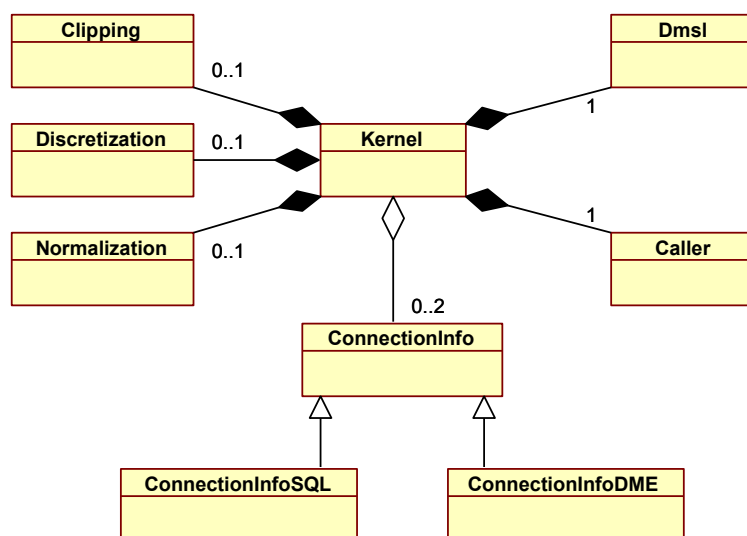 Clipping
Dmsl
0..1
1
Discretization
0..1
Kernel
Normalization
0..1
1
Caller
0..2
ConnectionInfo
ConnectionInfoSQL
ConnectionInfoDME